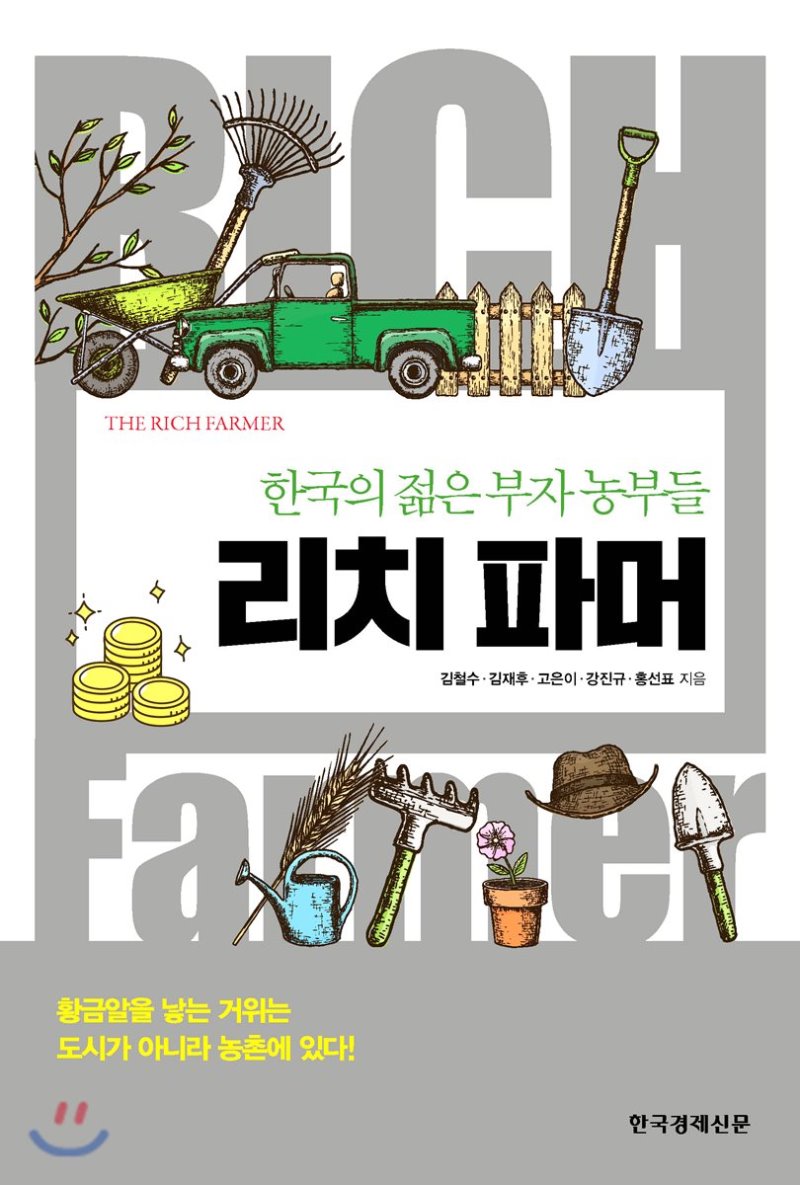 RICH
THE RICH FARMER
한국의 젊은 부자 농부들
리치 파머
김철수·김재후·고은이·강진규·홍선표 지음
Farmer
황금알을 낳는 거위는
도시가 아니라 농촌에 있다!
한국경제신문